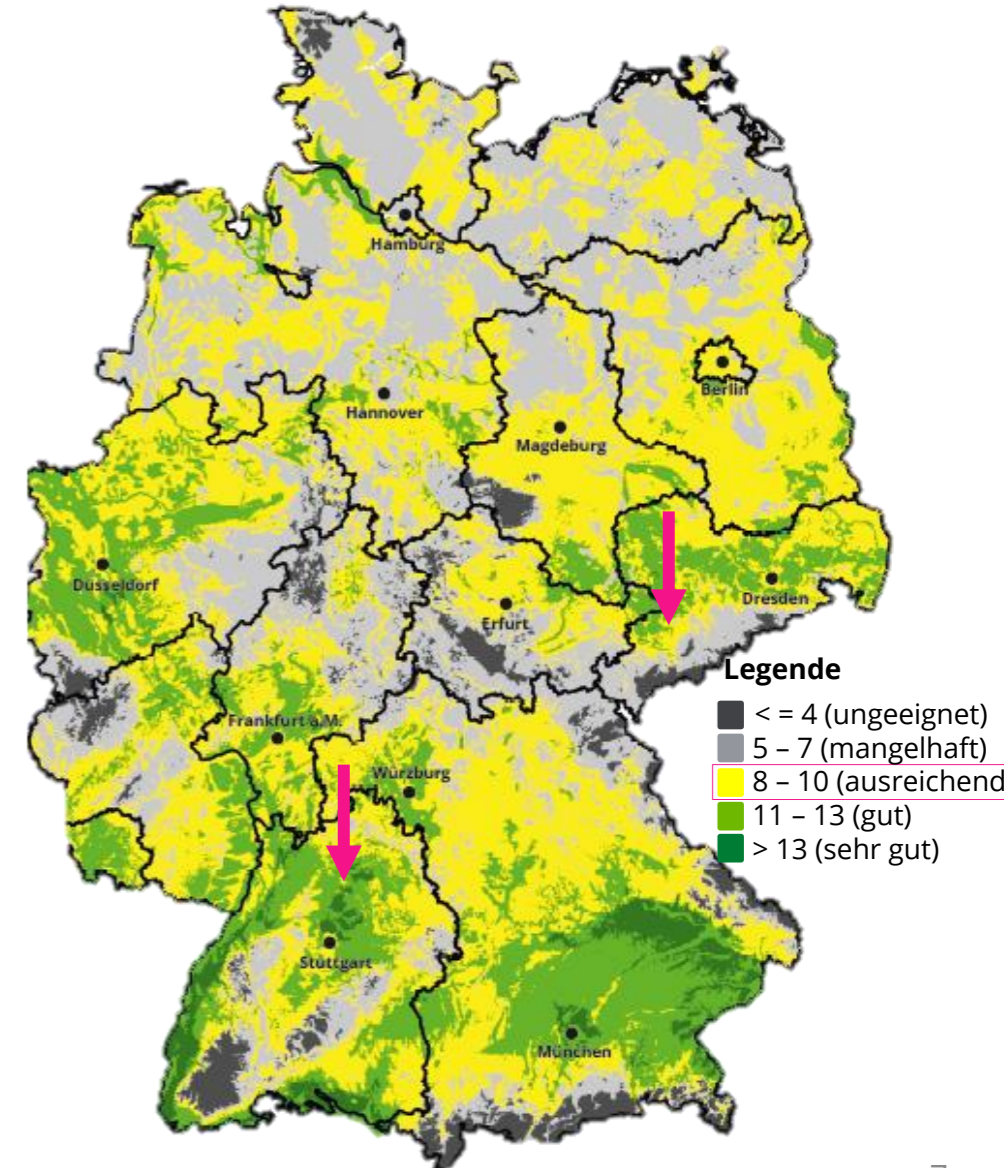 Hamburg
Berlin
Hannover
Magdeburg
Düsseldorf
Dresden
Erfurt
Legende
< = 4 (ungeeignet)
5 – 7 (mangelhaft)
8 – 10 (ausreichend
11 – 13 (gut)
> 13 (sehr gut)
Frankfurt a.M.
Würzburg
Stuttgart
München